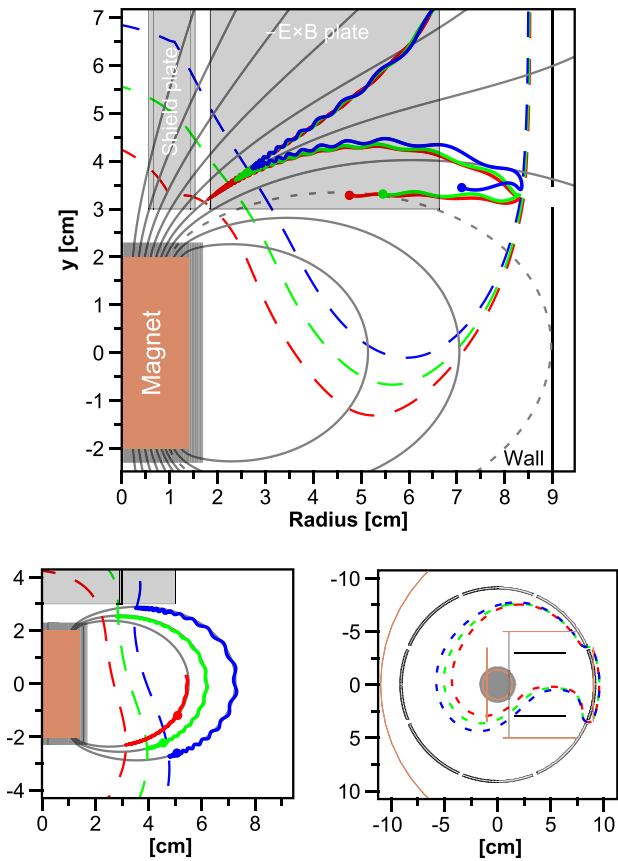 7
6
5
4
3
2
1
0
-1
-2
y [cm]
Shield plate
−E×B plate
Magnet
Wall
0 1 2 3 4 5 6 7 8 9
Radius [cm]
4
2
0
-2
-4
0 2 4 6 8
[cm]
-10
-5
0
5
10
-10 -5 0 5 10
[cm]